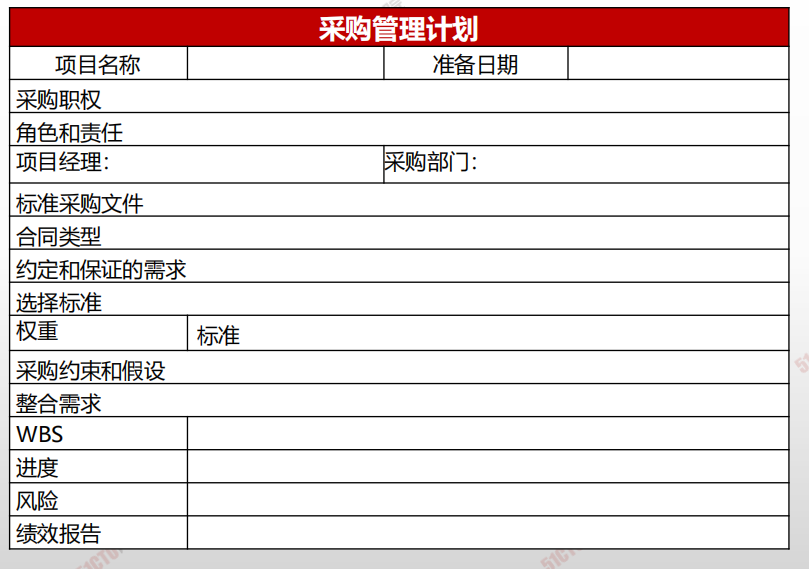 采购管理计划
项目名称 准备日期
采购职权
角色和责任
项目经理： 采购部门：
标准采购文件
合同类型
约定和保证的需求
选择标准
权重 标准
采购约束和假设
整合需求
WBS
进度
风险
绩效报告